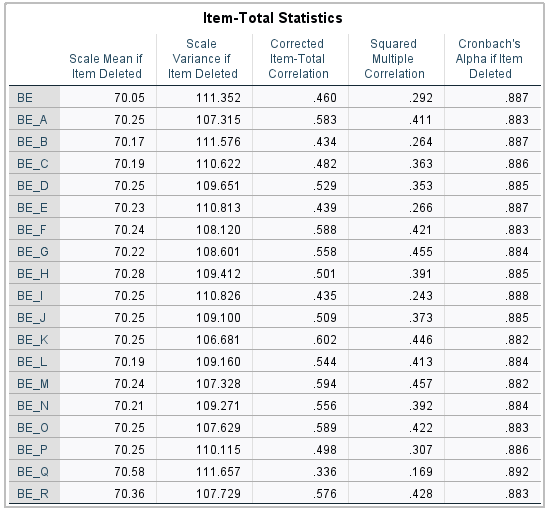 Item-Total Statistics
Scale Mean if Item Deleted Scale Variance if Item Deleted Corrected Item-Total Correlation Squared Multiple Correlation Cronbach's Alpha if Item Deleted
BE 70.05 111.352 .460 .292 .887
BE_A 70.25 107.315 .583 .411 .883
BE_B 70.17 111.576 .434 .264 .887
BE_C 70.19 110.622 .482 .363 .886
BE_D 70.25 109.651 .529 .353 .885
BE_E 70.23 110.813 .439 .266 .887
BE_F 70.24 108.120 .588 .421 .883
BE_G 70.22 108.601 .558 .455 .884
BE_H 70.28 109.412 .501 .391 .885
BE_I 70.25 110.826 .435 .243 .888
BE_J 70.25 109.100 .509 .373 .885
BE_K 70.25 106.681 .602 .446 .882
BE_L 70.19 109.160 .544 .413 .884
BE_M 70.24 107.328 .594 .457 .882
BE_N 70.21 109.271 .556 .392 .884
BE_O 70.25 107.629 .589 .422 .883
BE_P 70.25 110.115 .498 .307 .886
BE_Q 70.58 111.657 .336 .169 .892
BE_R 70.36 107.729 .576 .428 .883